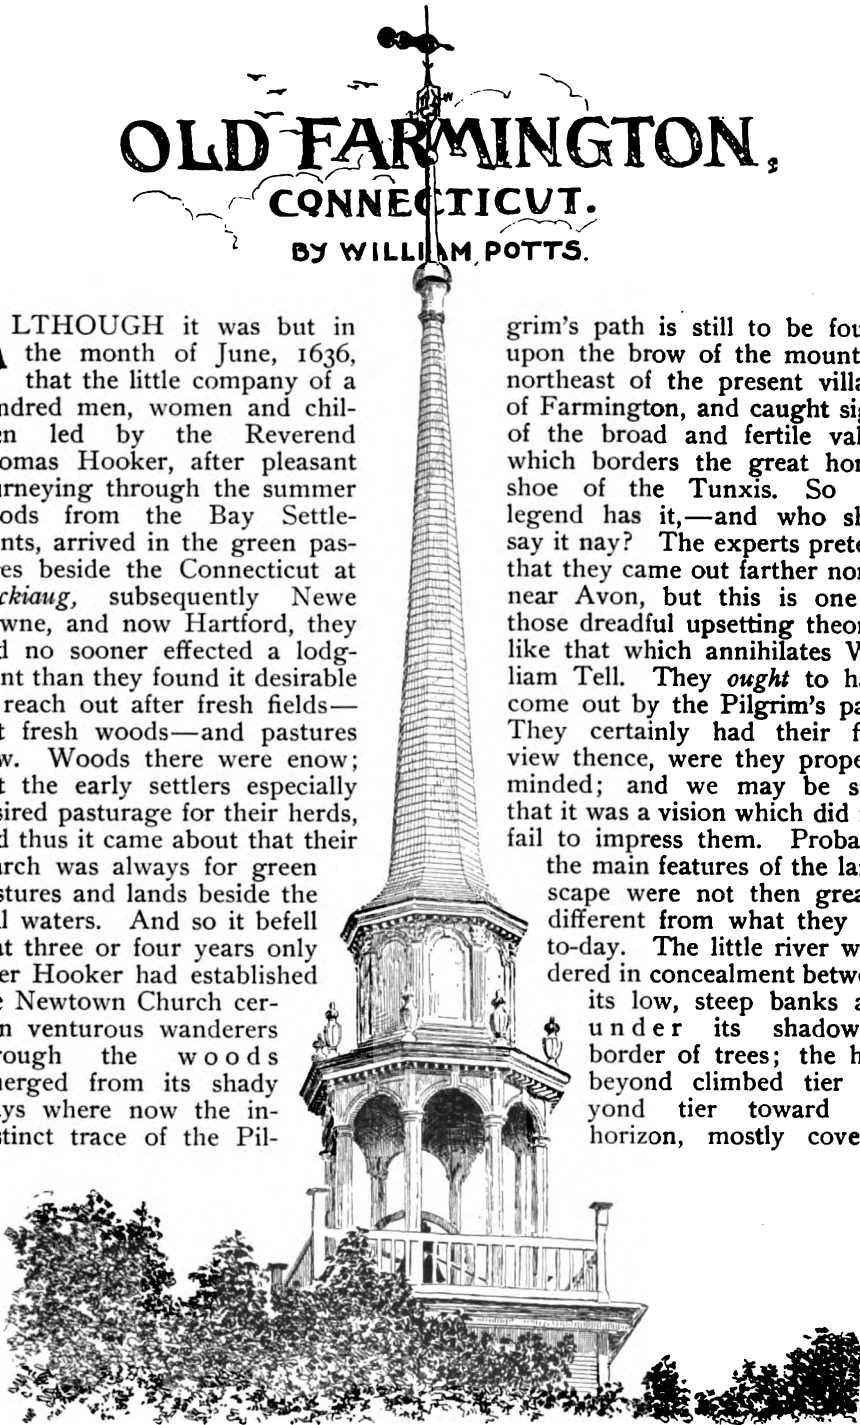 OLD FARMINGTON,
CONNECTICUT.
BY WILLIAM POTTS.
ALTHOUGH it was but in
the month of June, 1636,
that the little company of a
ndred men, women and chil-
n led by the Reverend
omas Hooker, after pleasant
urneying through the summer
ods from the Bay Settle-
nts, arrived in the green pas-
es beside the Connecticut at
ckiaug, subsequently Newe
wne, and now Hartford, they
d no sooner effected a lodg-
nt than they found it desirable
reach out after fresh fields—
t fresh woods—and pastures
w. Woods there were enow;
t the early settlers especially
sired pasturage for their herds,
d thus it came about that their
arch was always for green
stures and lands beside the
l waters. And so it befell
at three or four years only
er Hooker had established
e Newtown Church cer-
n venturous wanderers
rough the woods
merged from its shady
ys where now the in-
stinct trace of the Pil-
grim's path is still to be fou
upon the brow of the mount
northeast of the present villa
of Farmington, and caught sig
of the broad and fertile val
which borders the great hor
shoe of the Tunxis. So
legend has it,—and who sh
say it nay? The experts prete
that they came out farther nor
near Avon, but this is one
those dreadful upsetting theor
like that which annihilates W
liam Tell. They ought to ha
come out by the Pilgrim's pa
They certainly had their f
view thence, were they prope
minded; and we may be s
that it was a vision which did
fail to impress them. Proba
the main features of the la
scape were not then grea
different from what they
to-day. The little river w
dered in concealment betwe
its low, steep banks a
under its shadow
border of trees; the h
beyond climbed tier
yond tier toward
horizon, mostly cove